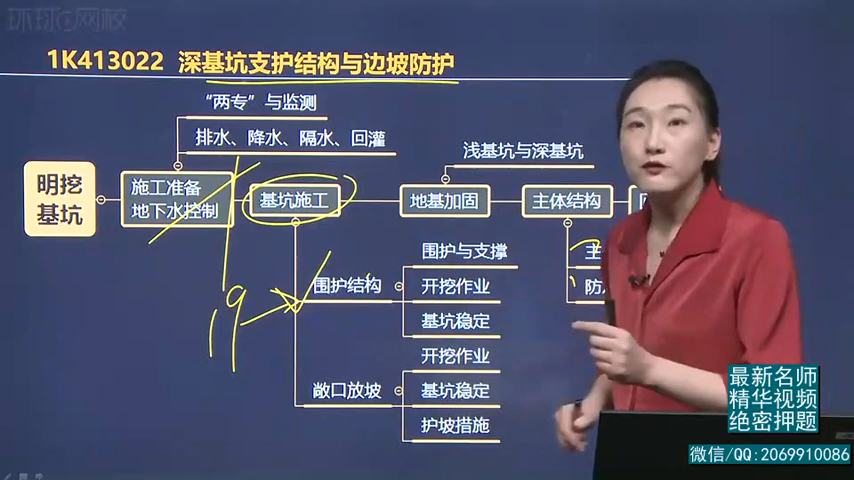 环球网校
1K413022 深基坑支护结构与边坡防护
“两专”与监测
排水、降水、隔水、回灌
浅基坑与深基坑
明挖
基坑
施工准备
地下水控制
基坑施工
地基加固
主体结构
围护与支撑
围护结构
开挖作业
基坑稳定
19
开挖作业
敞口放坡
基坑稳定
护坡措施
主
防
最新名师
精华视频
绝密押题
微信/QQ:2069910086